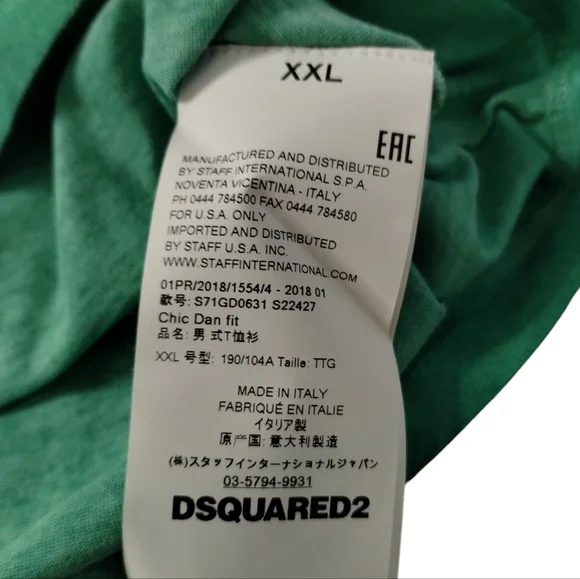 XXL
EAC
MANUFACTURED AND DISTRIBUTED
BY STAFF INTERNATIONAL S.P.A.
NOVENTA VICENTINA - ITALY
PH 0444 784500 FAX 0444 784580
FOR U.S.A. ONLY
IMPORTED AND DISTRIBUTED
BY STAFF U.S.A. INC.
WWW.STAFFINTERNATIONAL.COM
01PR/2018/1554/4 - 2018 01
款号: S71GD0631 S22427
Chic Dan fit
品名: 男 式T恤衫
XXL 号型: 190/104A Taille: TTG
MADE IN ITALY
FABRIQUÉ EN ITALIE
イタリア製
原产国: 意大利制造
(株)スタッフインターナショナルジャパン
03-5794-9931
DSQUARED2